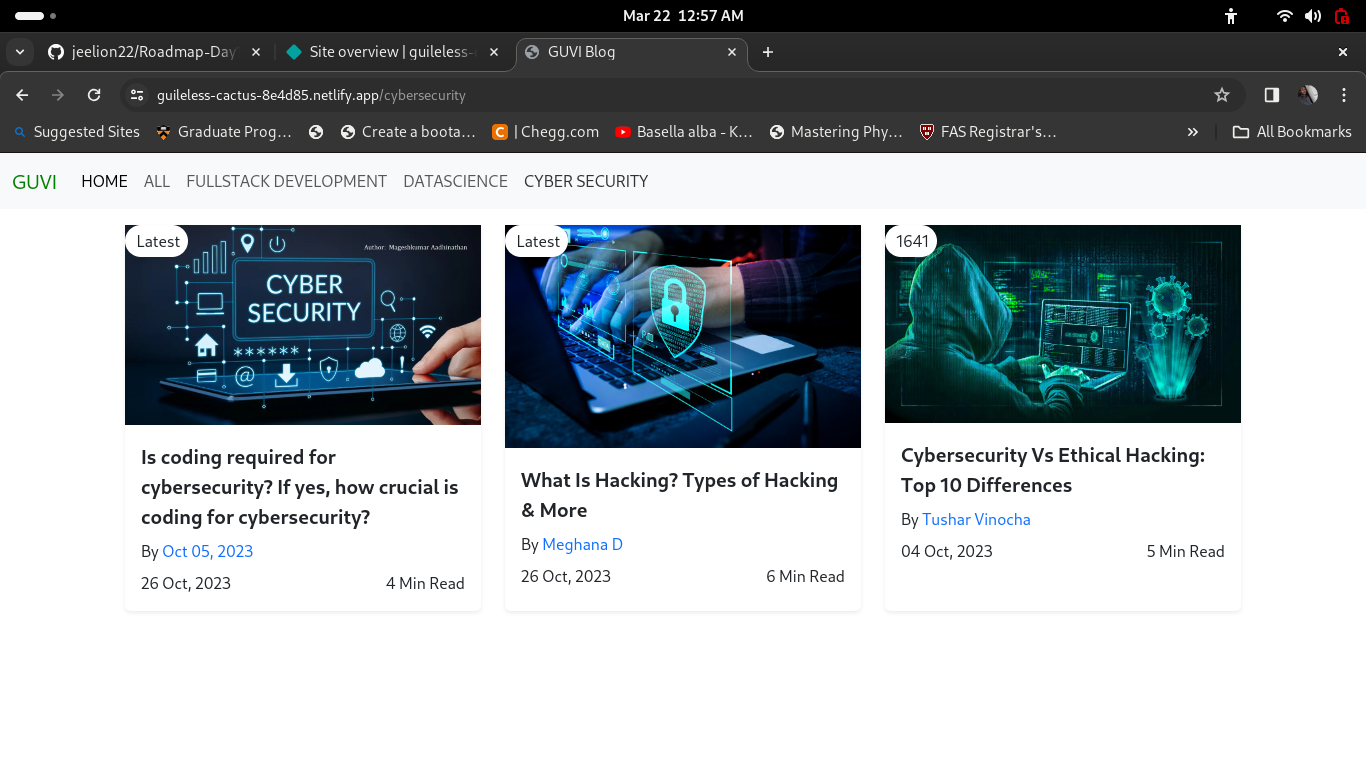 Mar 22 12:57 AM
jeelion22/Roadmap-Day
Site overview | guileless-c
GUVI Blog
guileless-cactus-8e4d85.netlify.app/cybersecurity
Suggested Sites
Graduate Prog…
Create a boota…
C | Chegg.com
Basella alba - K…
Mastering Phy…
FAS Registrar's…
» All Bookmarks
GUVI HOME ALL FULLSTACK DEVELOPMENT DATASCIENCE CYBER SECURITY
Latest
Author: Mageshkumar Aadhinathan
CYBER
SECURITY
******
@
!
Is coding required for
cybersecurity? If yes, how crucial is
coding for cybersecurity?
By Oct 05, 2023
26 Oct, 2023 4 Min Read
Latest
What Is Hacking? Types of Hacking
& More
By Meghana D
26 Oct, 2023 6 Min Read
1641
Cybersecurity Vs Ethical Hacking:
Top 10 Differences
By Tushar Vinocha
04 Oct, 2023 5 Min Read